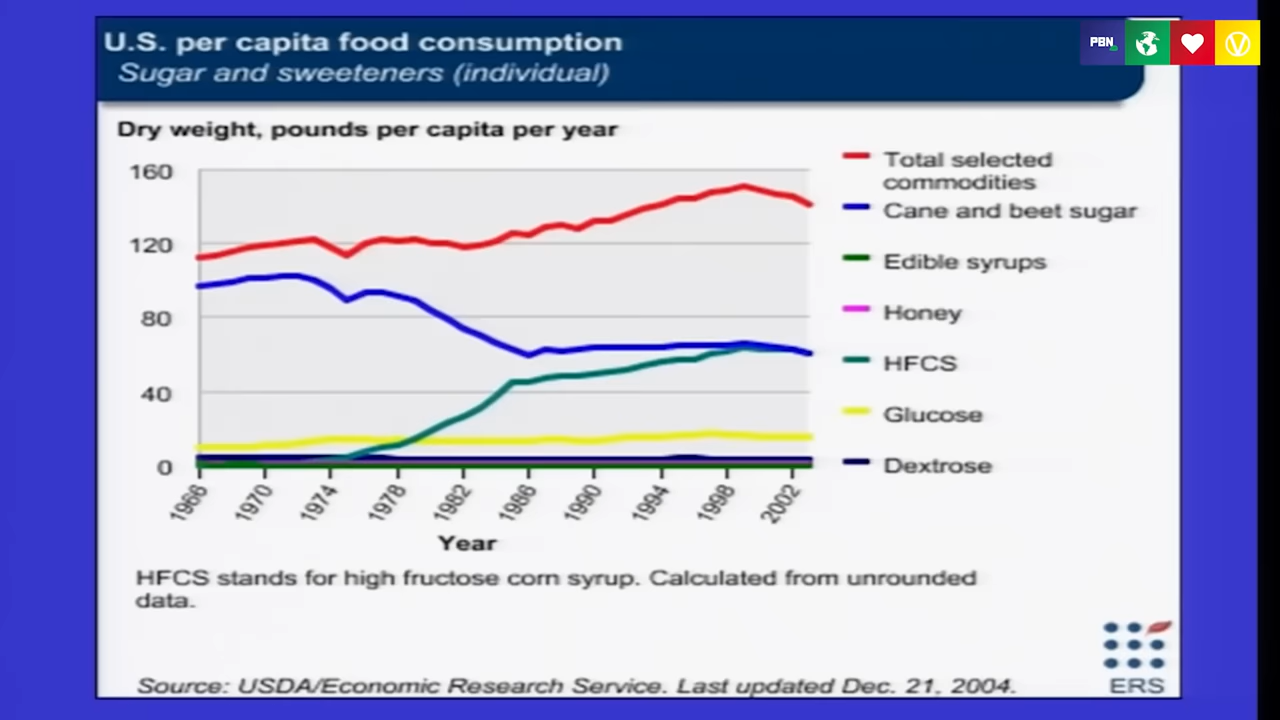 U.S. per capita food consumption
PBN
Sugar and sweeteners (individual)
Dry weight, pounds per capita per year
160
120
80
40
0
1966
1970
1974
1978
1982
1986
1990
1994
1998
2002
Year
Total selected
commodities
Cane and beet sugar
Edible syrups
Honey
HFCS
Glucose
Dextrose
HFCS stands for high fructose corn syrup. Calculated from unrounded
data.
ERS
Source: USDA/Economic Research Service. Last updated Dec. 21, 2004.